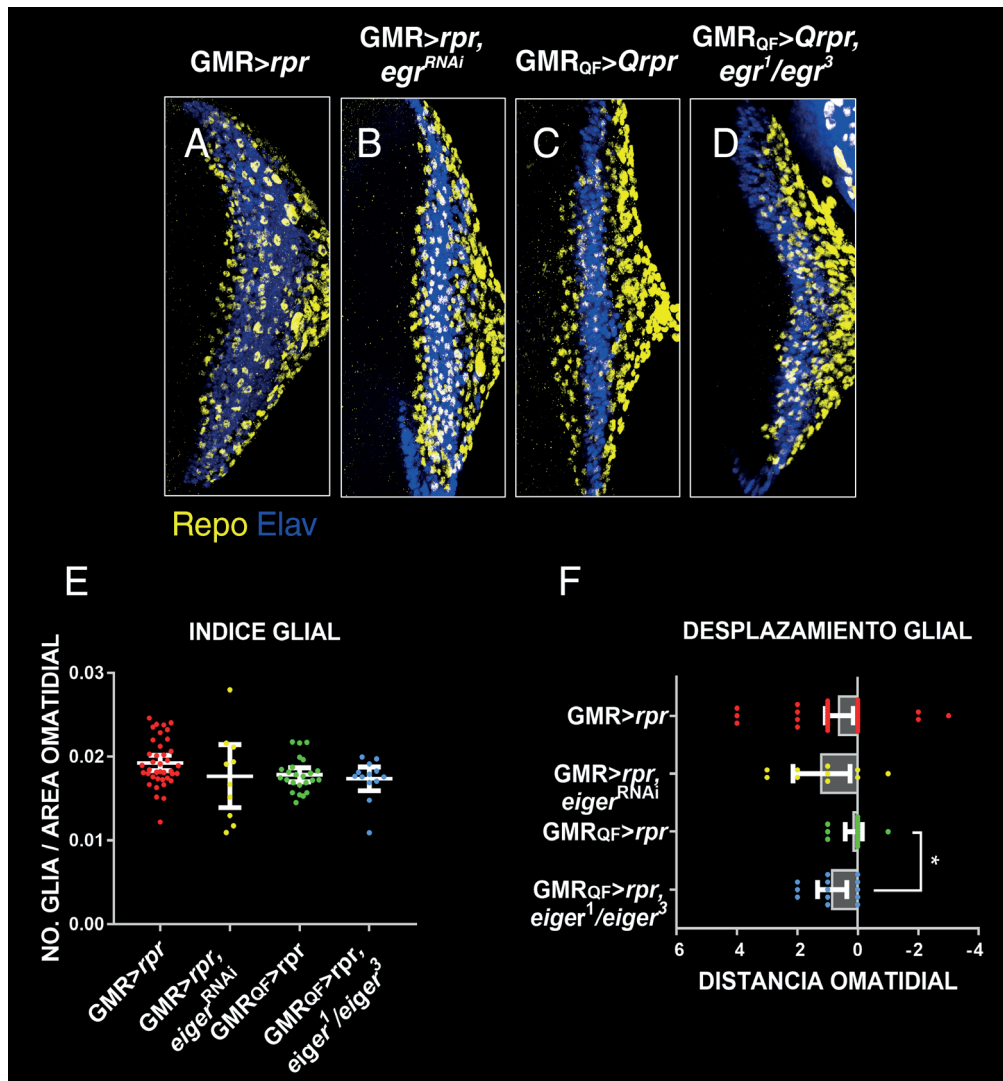 GMR>rpr
GMR>rpr,
egrRNAi
GMRQF>Qrpr
GMRQF>Qrpr,
egr1/egr3
A
B
C
D
Repo Elav
E
INDICE GLIAL
NO. GLIA / AREA OMATIDIAL
0.03
0.02
0.01
0.00
GMR>rpr
GMR>rpr,
eigerRNAi
GMRQF>rpr
GMRQF>rpr,
eiger1/eiger3
F
DESPLAZAMIENTO GLIAL
GMR>rpr
GMR>rpr,
eigerRNAi
GMRQF>rpr
GMRQF>rpr,
eiger1/eiger3
*
6 4 2 0 -2 -4
DISTANCIA OMATIDIAL